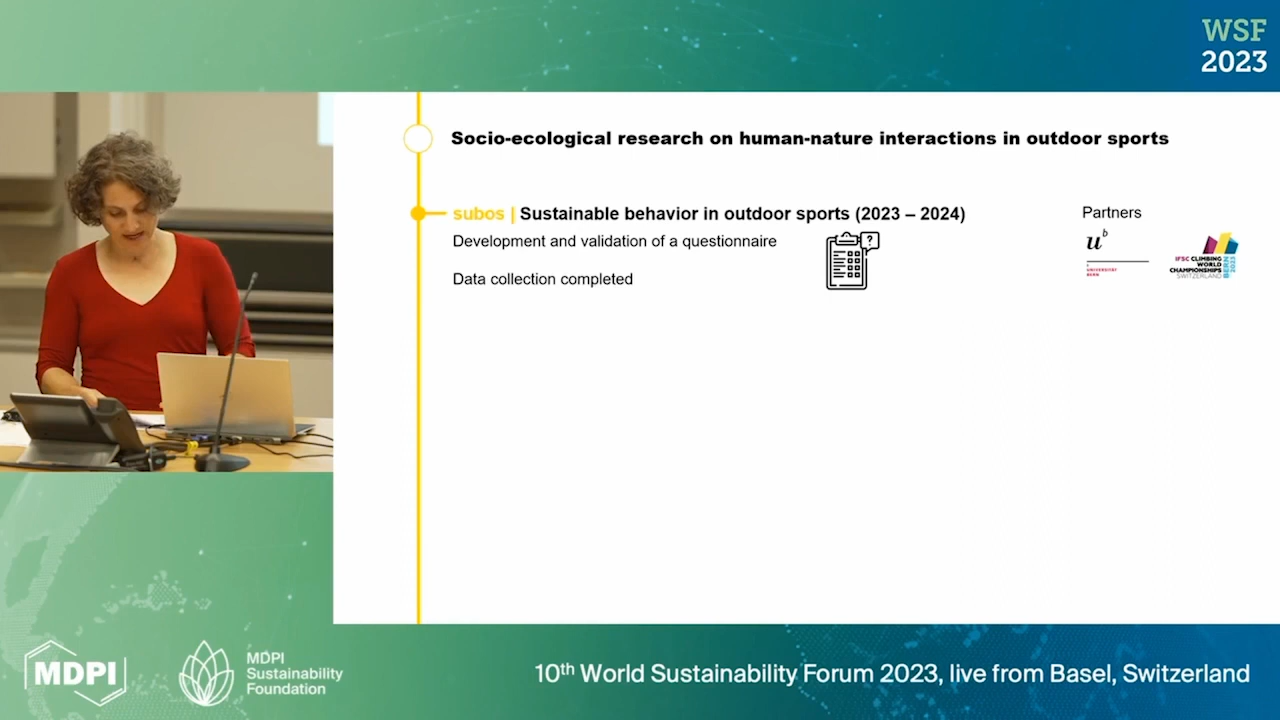 WSF
2023
Socio-ecological research on human-nature interactions in outdoor sports
subos | Sustainable behavior in outdoor sports (2023 – 2024)
Partners
Development and validation of a questionnaire
?
Data collection completed
u^b
UNIVERSITÄT
BERN
IFSC CLIMBING
WORLD
CHAMPIONSHIPS
SWITZERLAND
BERN
2023
MDPI
MDPI
Sustainability
Foundation
10th World Sustainability Forum 2023, live from Basel, Switzerland